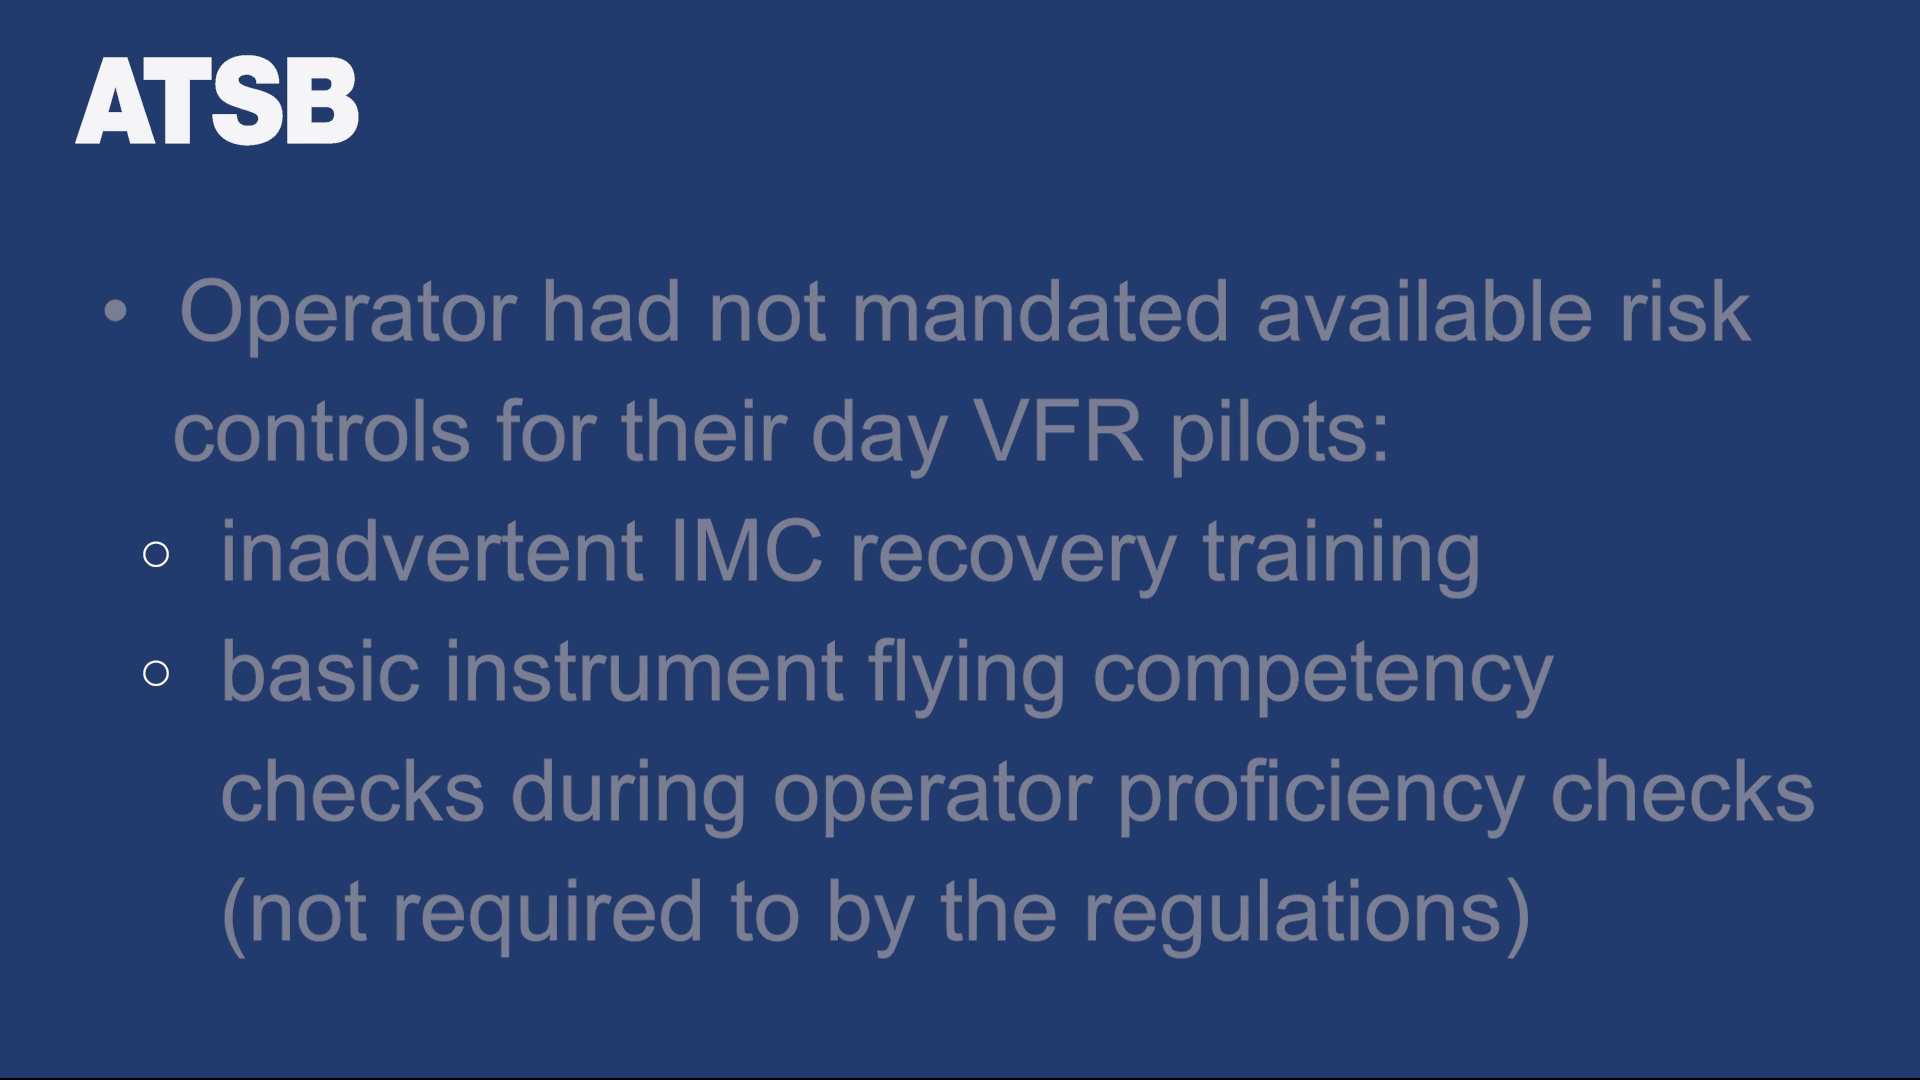 ATSB
• Operator had not mandated available risk
controls for their day VFR pilots:
○ inadvertent IMC recovery training
○ basic instrument flying competency
checks during operator proficiency checks
(not required to by the regulations)